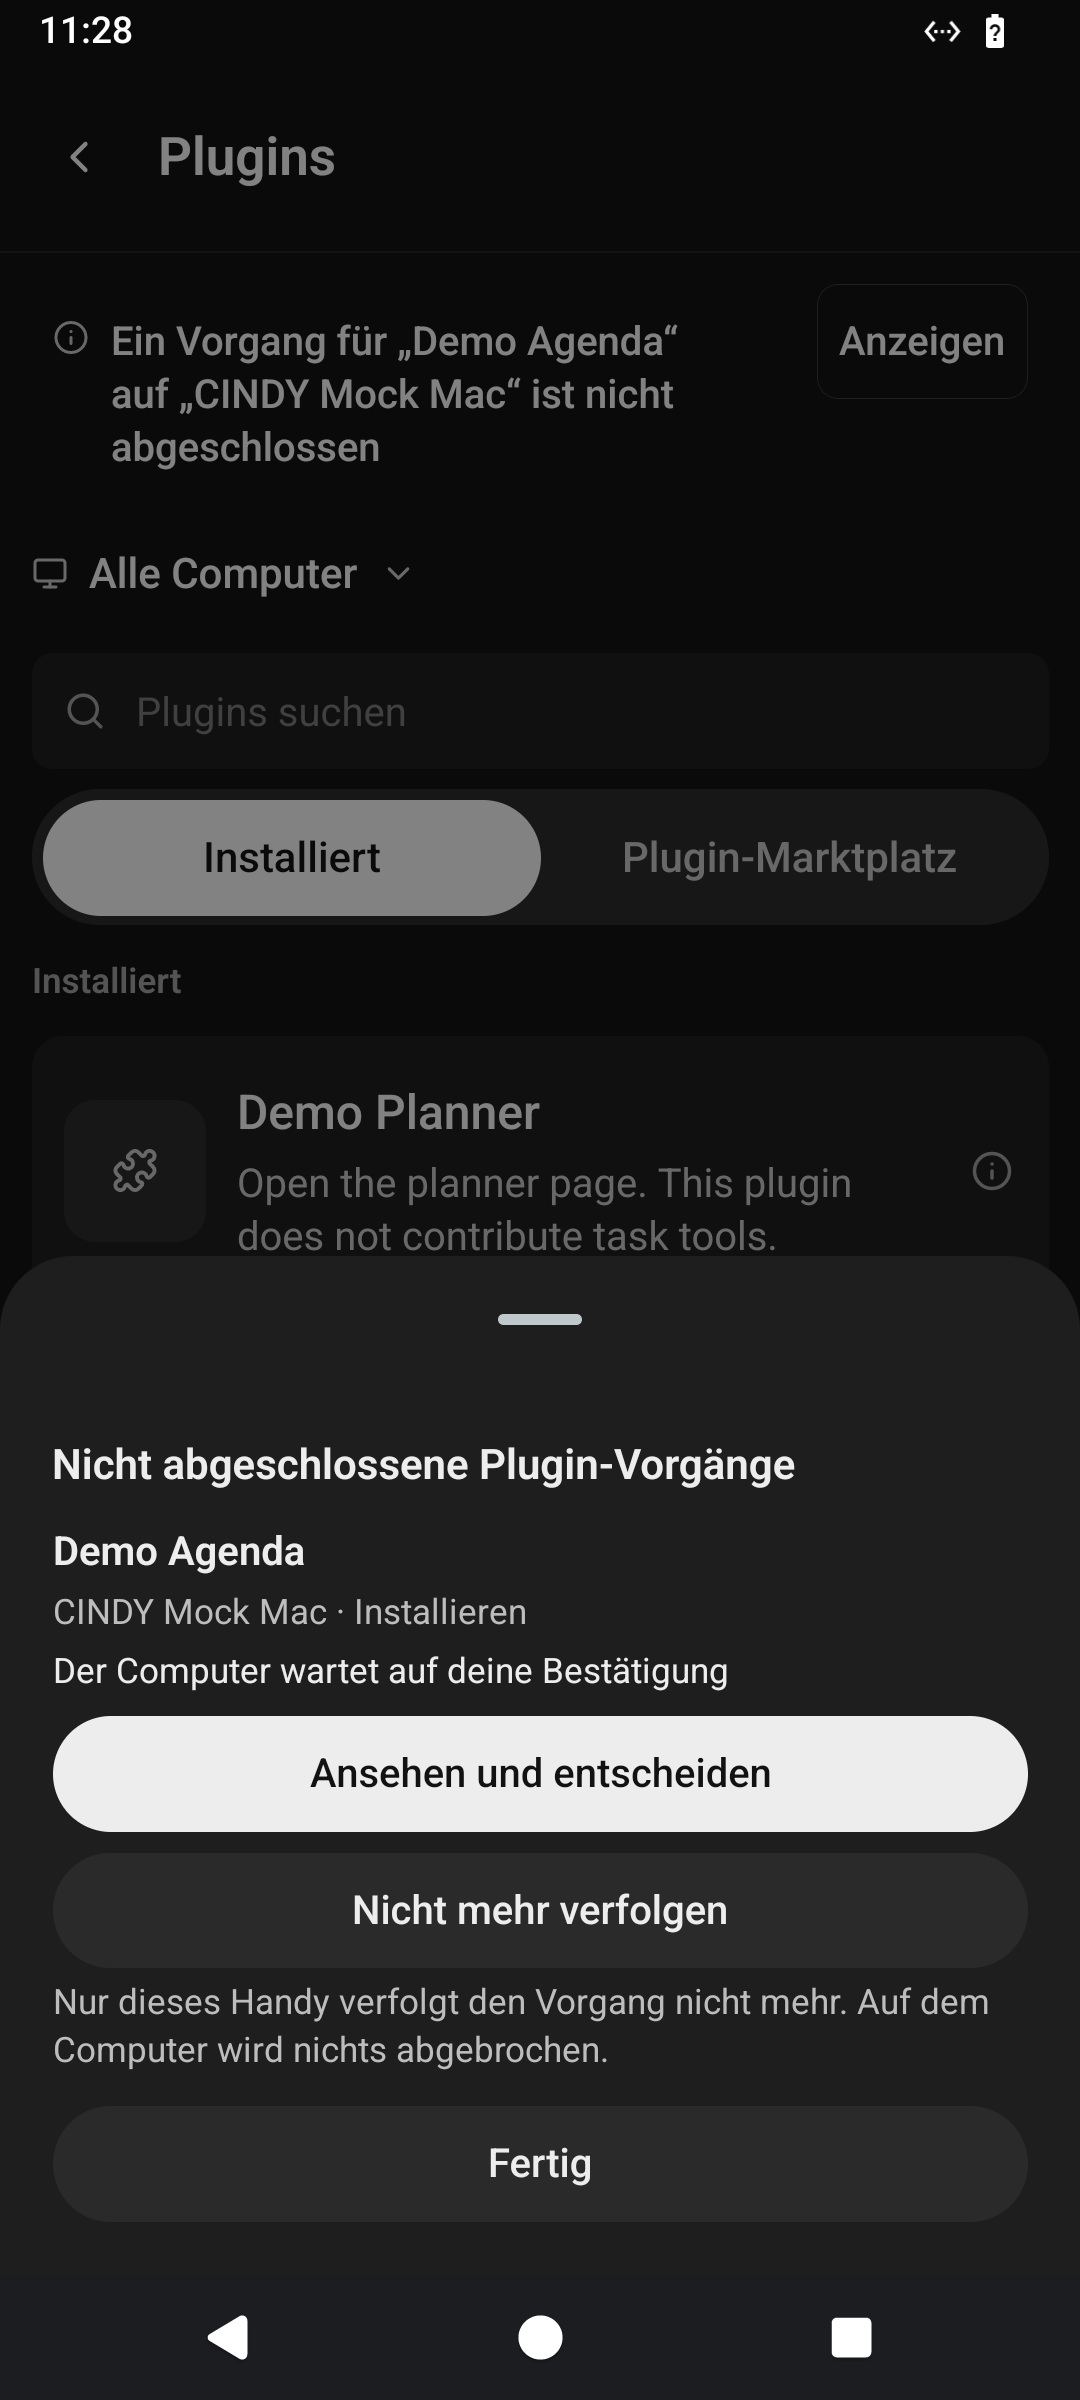 11:28
Plugins
Ein Vorgang für „Demo Agenda“
auf „CINDY Mock Mac“ ist nicht
abgeschlossen
Anzeigen
Alle Computer
Plugins suchen
Installiert
Plugin-Marktplatz
Installiert
Demo Planner
Open the planner page. This plugin
does not contribute task tools.
Nicht abgeschlossene Plugin-Vorgänge
Demo Agenda
CINDY Mock Mac · Installieren
Der Computer wartet auf deine Bestätigung
Ansehen und entscheiden
Nicht mehr verfolgen
Nur dieses Handy verfolgt den Vorgang nicht mehr. Auf dem
Computer wird nichts abgebrochen.
Fertig